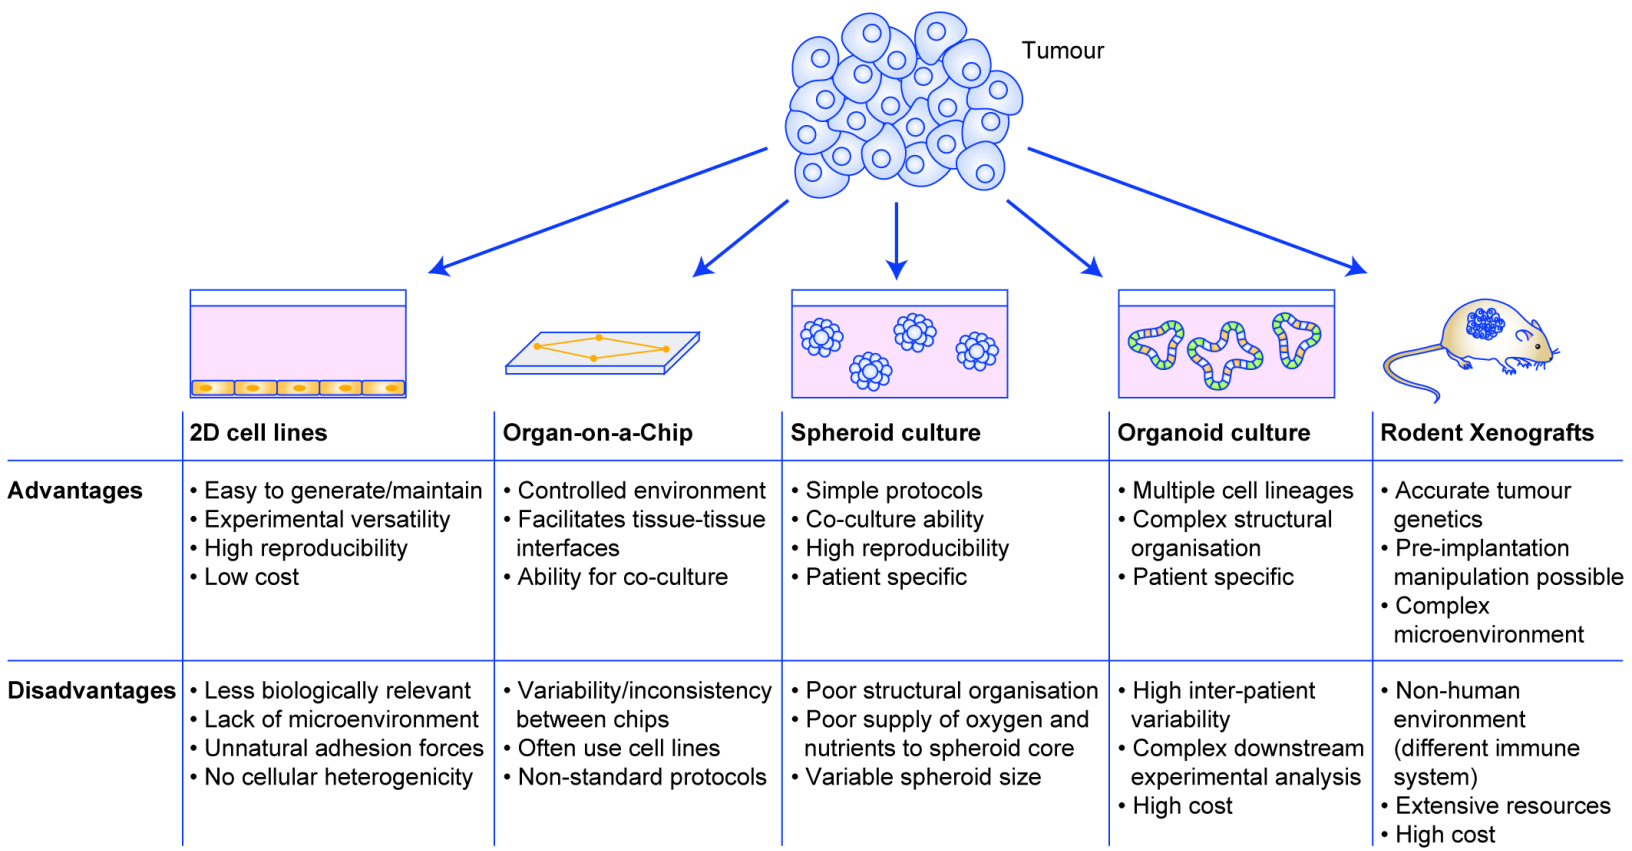 Tumour
2D cell lines
Organ-on-a-Chip
Spheroid culture
Organoid culture
Rodent Xenografts
Advantages
• Easy to generate/maintain
• Experimental versatility
• High reproducibility
• Low cost
• Controlled environment
• Facilitates tissue-tissue
interfaces
• Ability for co-culture
• Simple protocols
• Co-culture ability
• High reproducibility
• Patient specific
• Multiple cell lineages
• Complex structural
organisation
• Patient specific
• Accurate tumour
genetics
• Pre-implantation
manipulation possible
• Complex
microenvironment
Disadvantages
• Less biologically relevant
• Lack of microenvironment
• Unnatural adhesion forces
• No cellular heterogenicity
• Variability/inconsistency
between chips
• Often use cell lines
• Non-standard protocols
• Poor structural organisation
• Poor supply of oxygen and
nutrients to spheroid core
• Variable spheroid size
• High inter-patient
variability
• Complex downstream
experimental analysis
• High cost
• Non-human
environment
(different immune
system)
• Extensive resources
• High cost